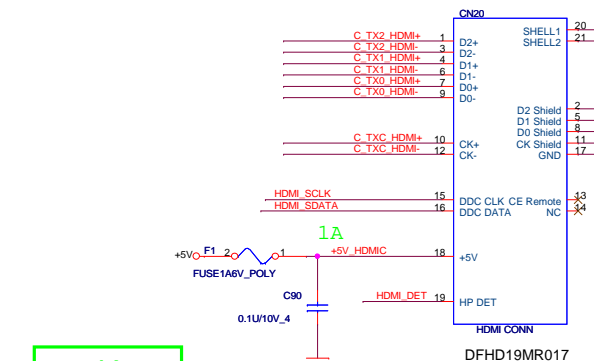 CN20
C_TX2_HDMI+ 1 D2+ SHELL1 20
C_TX2_HDMI- 3 D2- SHELL2 21
C_TX1_HDMI+ 4 D1+
C_TX1_HDMI- 6 D1-
C_TX0_HDMI+ 7 D0+
C_TX0_HDMI- 9 D0-
D2 Shield 2
D1 Shield 5
D0 Shield 8
C_TXC_HDMI+ 10 CK+ CK Shield 11
C_TXC_HDMI- 12 CK- GND 17
HDMI_SCLK 15 DDC CLK CE Remote 13
HDMI_SDATA 16 DDC DATA NC 14
1A
+5V F1 2 1 +5V_HDMIC 18 +5V
FUSE1A6V_POLY
C90 HDMI_DET 19 HP DET
0.1U/10V_4
HDMI CONN
DFHD19MR017